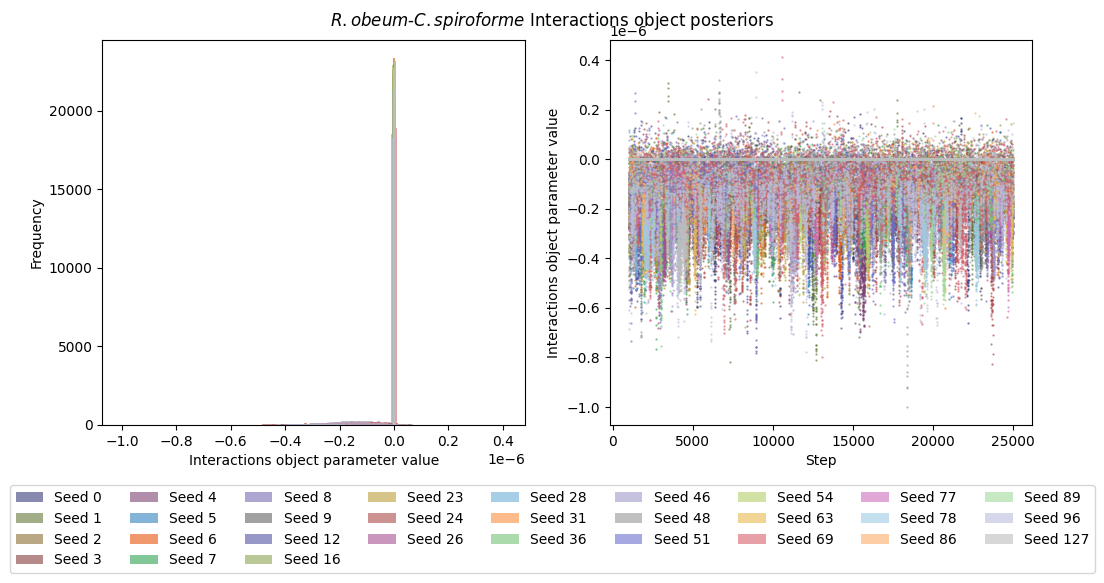 R. obeum-C. spiroforme Interactions object posteriors
Frequency
20000
15000
10000
5000
0
−1.0 −0.8 −0.6 −0.4 −0.2 0.0 0.2 0.4
1e−6
Interactions object parameter value
1e−6
Interactions object parameter value
0.4
0.2
0.0
−0.2
−0.4
−0.6
−0.8
−1.0
0 5000 10000 15000 20000 25000
Step
Seed 0 Seed 4 Seed 8 Seed 23 Seed 28 Seed 46 Seed 54 Seed 77 Seed 89
Seed 1 Seed 5 Seed 9 Seed 24 Seed 31 Seed 48 Seed 63 Seed 78 Seed 96
Seed 2 Seed 6 Seed 12 Seed 26 Seed 36 Seed 51 Seed 69 Seed 86 Seed 127
Seed 3 Seed 7 Seed 16